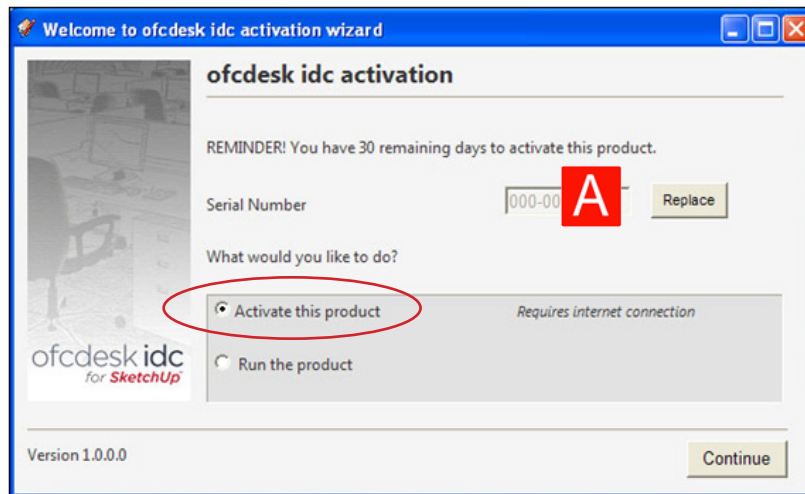 Welcome to ofcdesk idc activation wizard
ofcdesk idc activation
REMINDER! You have 30 remaining days to activate this product.
Serial Number 000-00 A Replace
What would you like to do?
Activate this product Requires internet connection
Run the product
ofcdesk idc
for SketchUp
Version 1.0.0.0
Continue